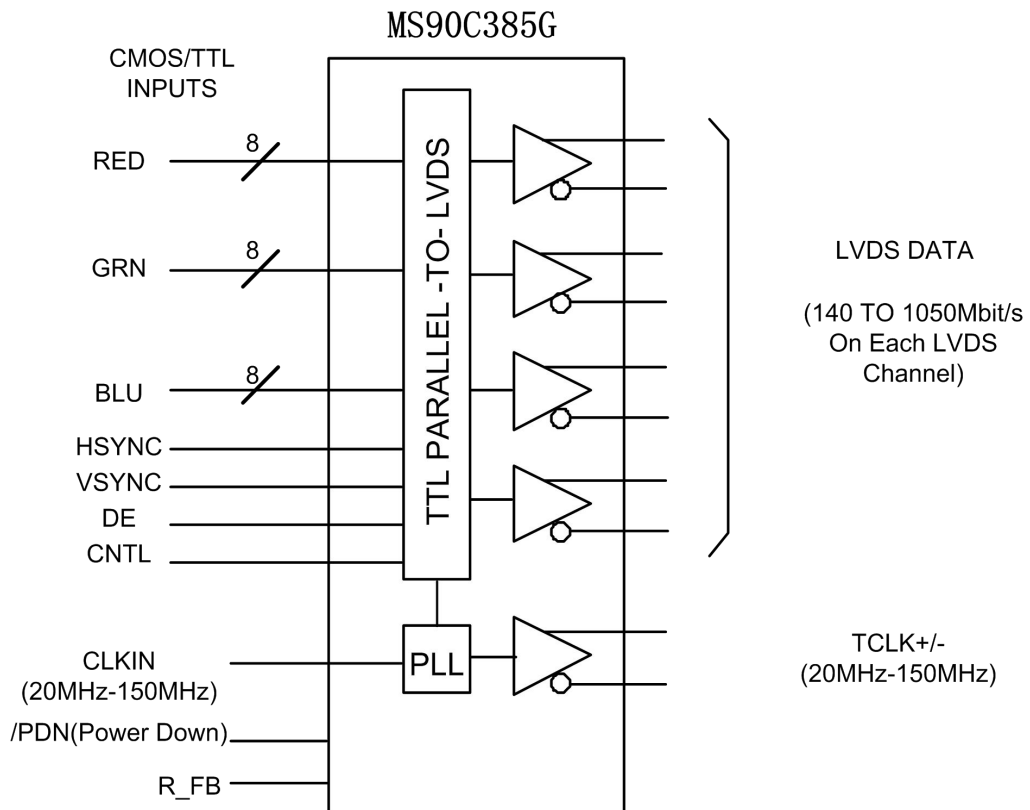 MS90C385G
CMOS/TTL
INPUTS
RED
8
GRN
8
BLU
8
HSYNC
VSYNC
DE
CNTL
TTL PARALLEL -TO- LVDS
LVDS DATA
(140 TO 1050Mbit/s
On Each LVDS
Channel)
CLKIN
(20MHz-150MHz)
PLL
TCLK+/-
(20MHz-150MHz)
/PDN(Power Down)
R_FB